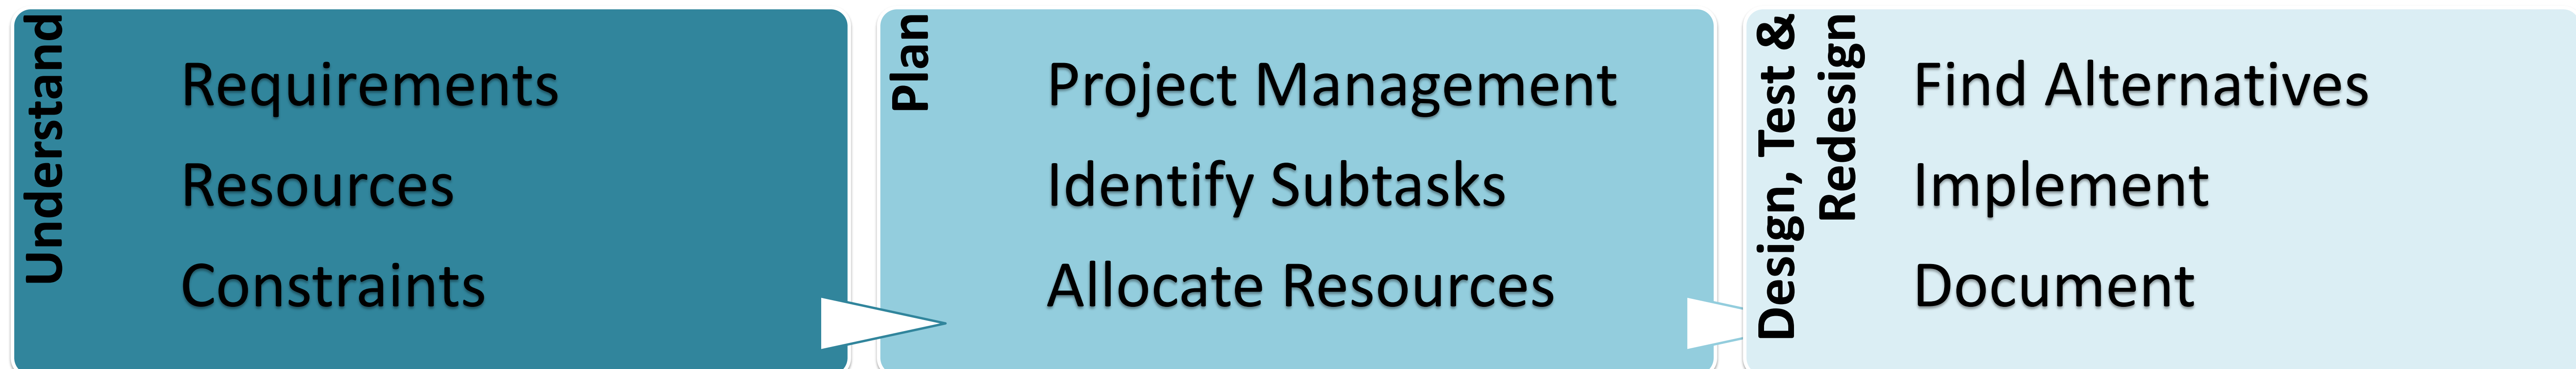 Understand
Requirements
Resources
Constraints
Plan
Project Management
Identify Subtasks
Allocate Resources
Design, Test &
Redesign
Find Alternatives
Implement
Document